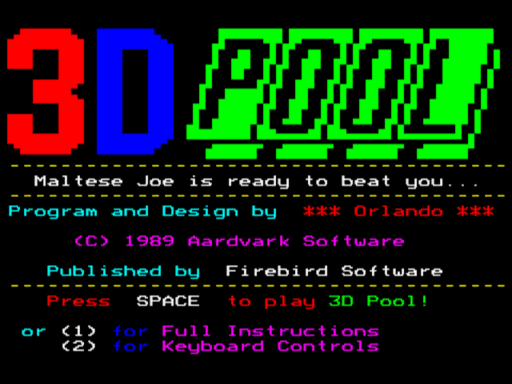 3D POOL
Maltese Joe is ready to beat you...
Program and Design by *** Orlando ***
(C) 1989 Aardvark Software
Published by Firebird Software
Press SPACE to play 3D Pool!
or (1) for Full Instructions
(2) for Keyboard Controls